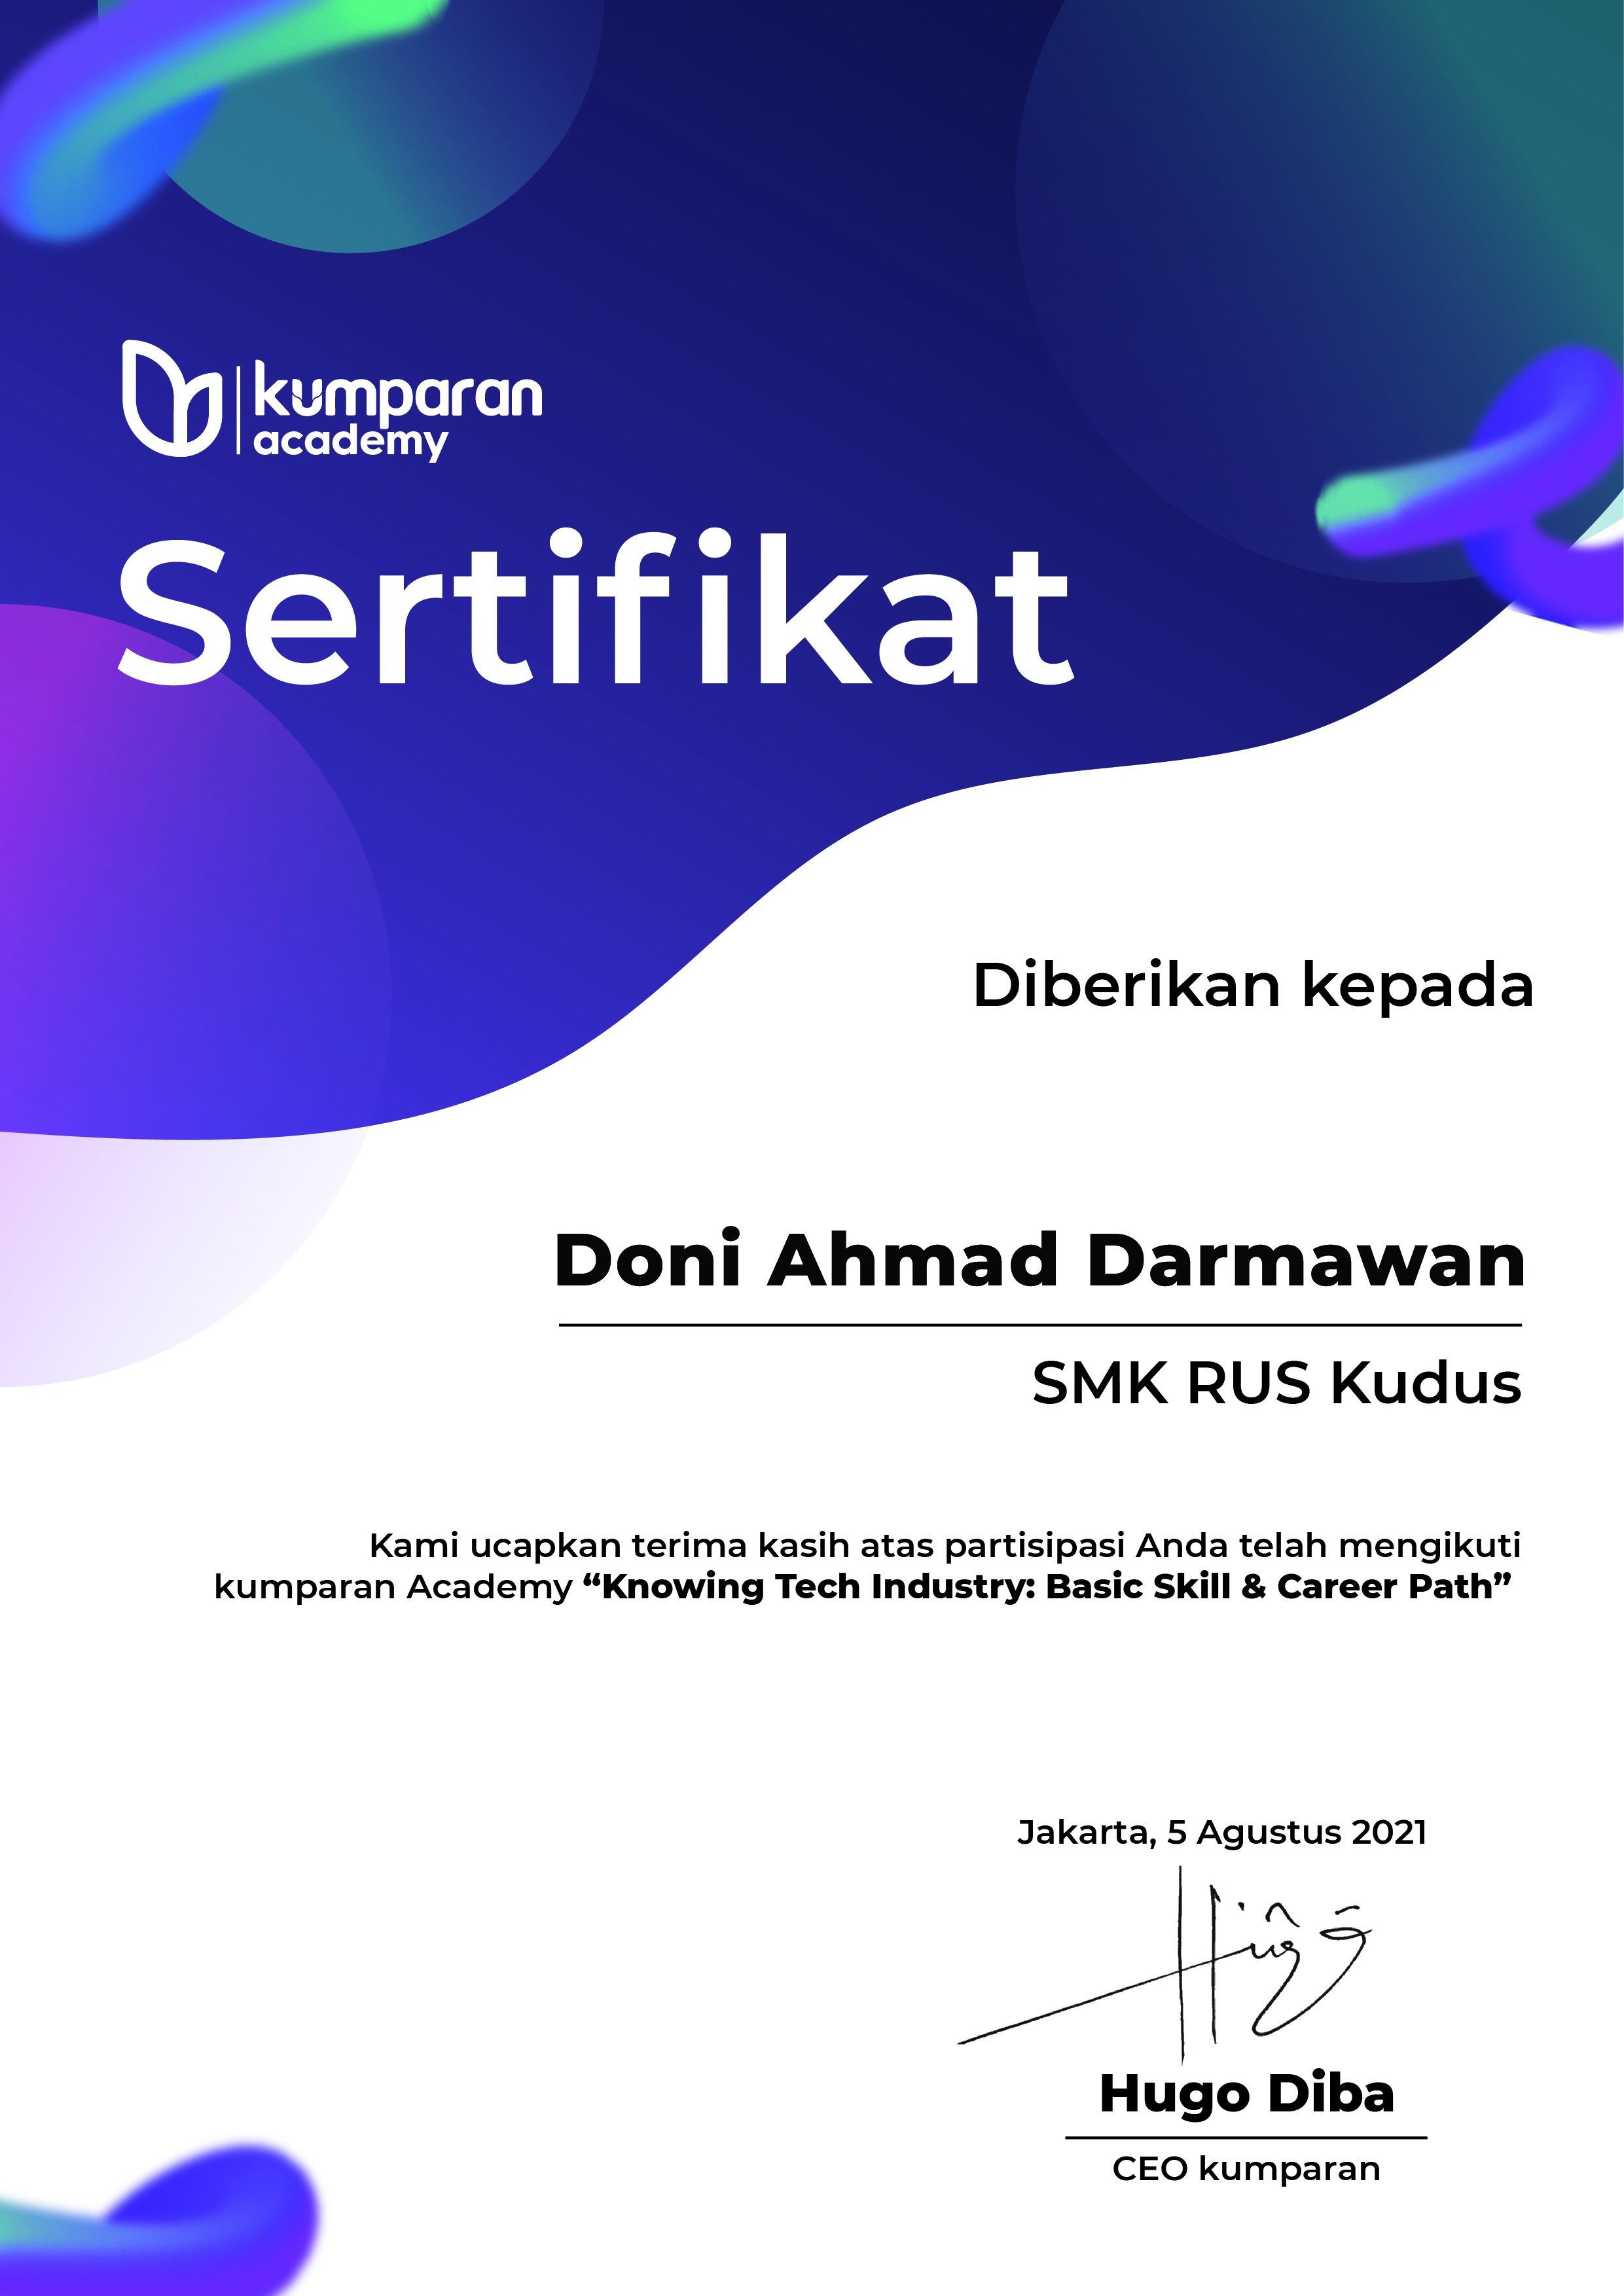 kumparan
academy
Sertifikat
Diberikan kepada
Doni Ahmad Darmawan
SMK RUS Kudus
Kami ucapkan terima kasih atas partisipasi Anda telah mengikuti
kumparan Academy “Knowing Tech Industry: Basic Skill & Career Path”
Jakarta, 5 Agustus 2021
Hugo
Hugo Diba
CEO kumparan